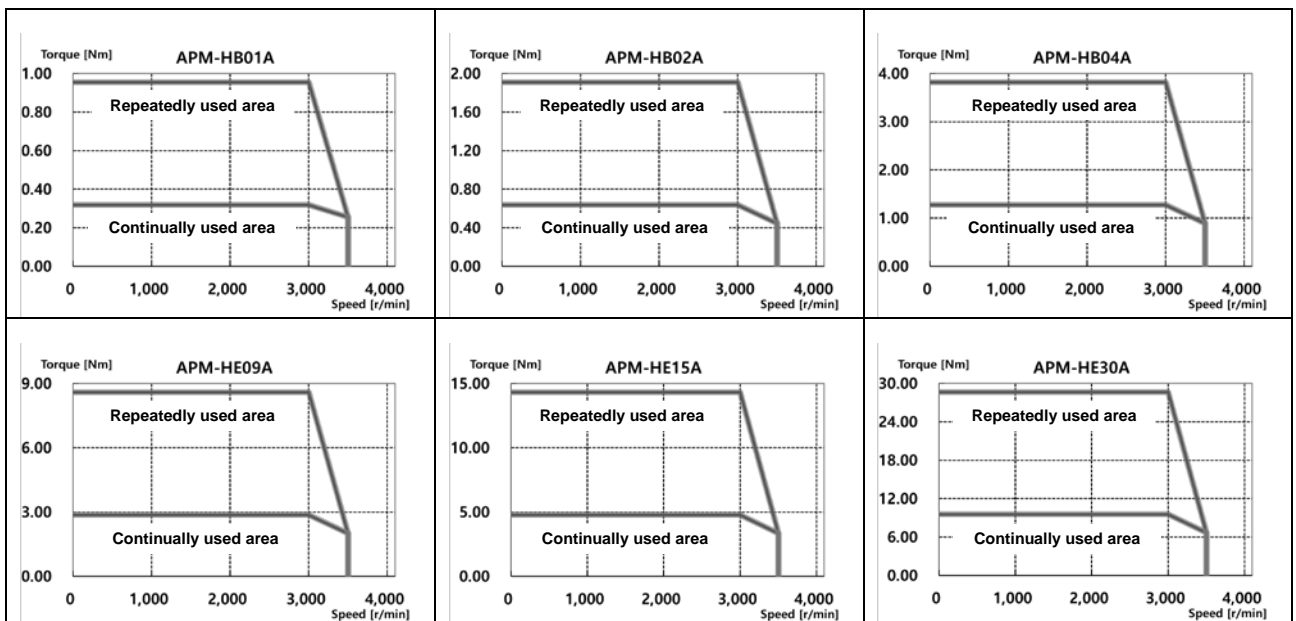 Torque [Nm] APM-HB01A
1.00
0.80
Repeatedly used area
0.60
0.40
0.20
Continually used area
0.00
0 1,000 2,000 3,000 4,000
Speed [r/min]
Torque [Nm] APM-HB02A
2.00
1.60
Repeatedly used area
1.20
0.80
0.40
Continually used area
0.00
0 1,000 2,000 3,000 4,000
Speed [r/min]
Torque [Nm] APM-HB04A
4.00
Repeatedly used area
3.00
2.00
1.00
Continually used area
0.00
0 1,000 2,000 3,000 4,000
Speed [r/min]
Torque [Nm] APM-HE09A
9.00
Repeatedly used area
6.00
3.00
Continually used area
0.00
0 1,000 2,000 3,000 4,000
Speed [r/min]
Torque [Nm] APM-HE15A
15.00
Repeatedly used area
10.00
5.00
Continually used area
0.00
0 1,000 2,000 3,000 4,000
Speed [r/min]
Torque [Nm] APM-HE30A
30.00
Repeatedly used area
24.00
18.00
12.00
6.00
Continually used area
0.00
0 1,000 2,000 3,000 4,000
Speed [r/min]